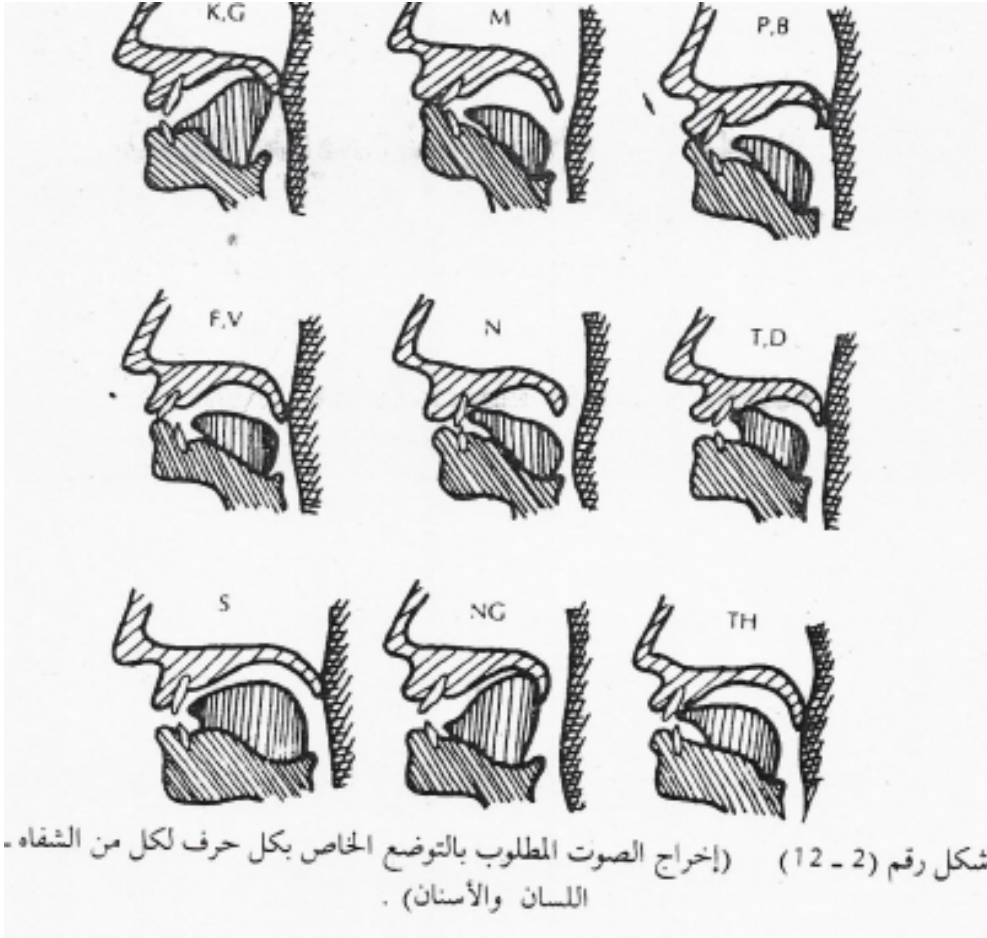 K,G M P,B
F,V N T,D
S NG TH
شكل رقم (2 ـ 12) (إخراج الصوت المطلوب بالتوضع الخاص بكل حرف لكل من الشفاه ـ
اللسان والأسنان) .